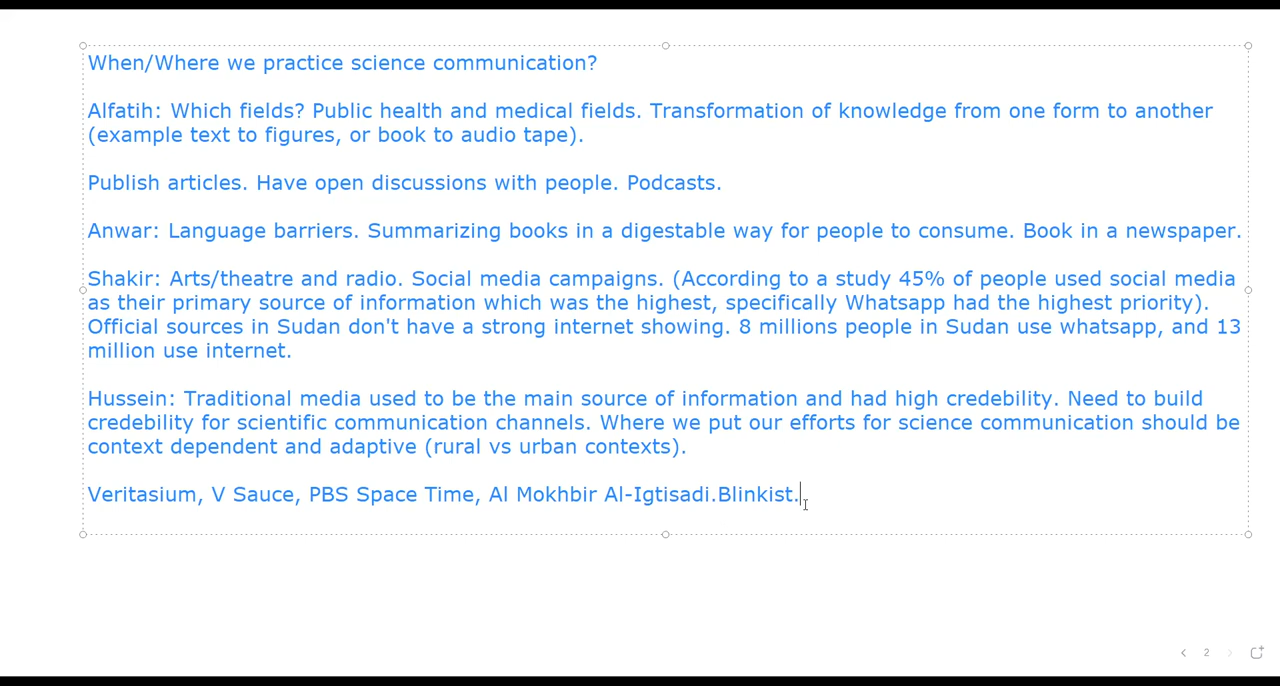 When/Where we practice science communication?
Alfatih: Which fields? Public health and medical fields. Transformation of knowledge from one form to another
(example text to figures, or book to audio tape).
Publish articles. Have open discussions with people. Podcasts.
Anwar: Language barriers. Summarizing books in a digestable way for people to consume. Book in a newspaper.
Shakir: Arts/theatre and radio. Social media campaigns. (According to a study 45% of people used social media
as their primary source of information which was the highest, specifically Whatsapp had the highest priority).
Official sources in Sudan don't have a strong internet showing. 8 millions people in Sudan use whatsapp, and 13
million use internet.
Hussein: Traditional media used to be the main source of information and had high credebility. Need to build
credebility for scientific communication channels. Where we put our efforts for science communication should be
context dependent and adaptive (rural vs urban contexts).
Veritasium, V Sauce, PBS Space Time, Al Mokhbir Al-Igtisadi.Blinkist.
2